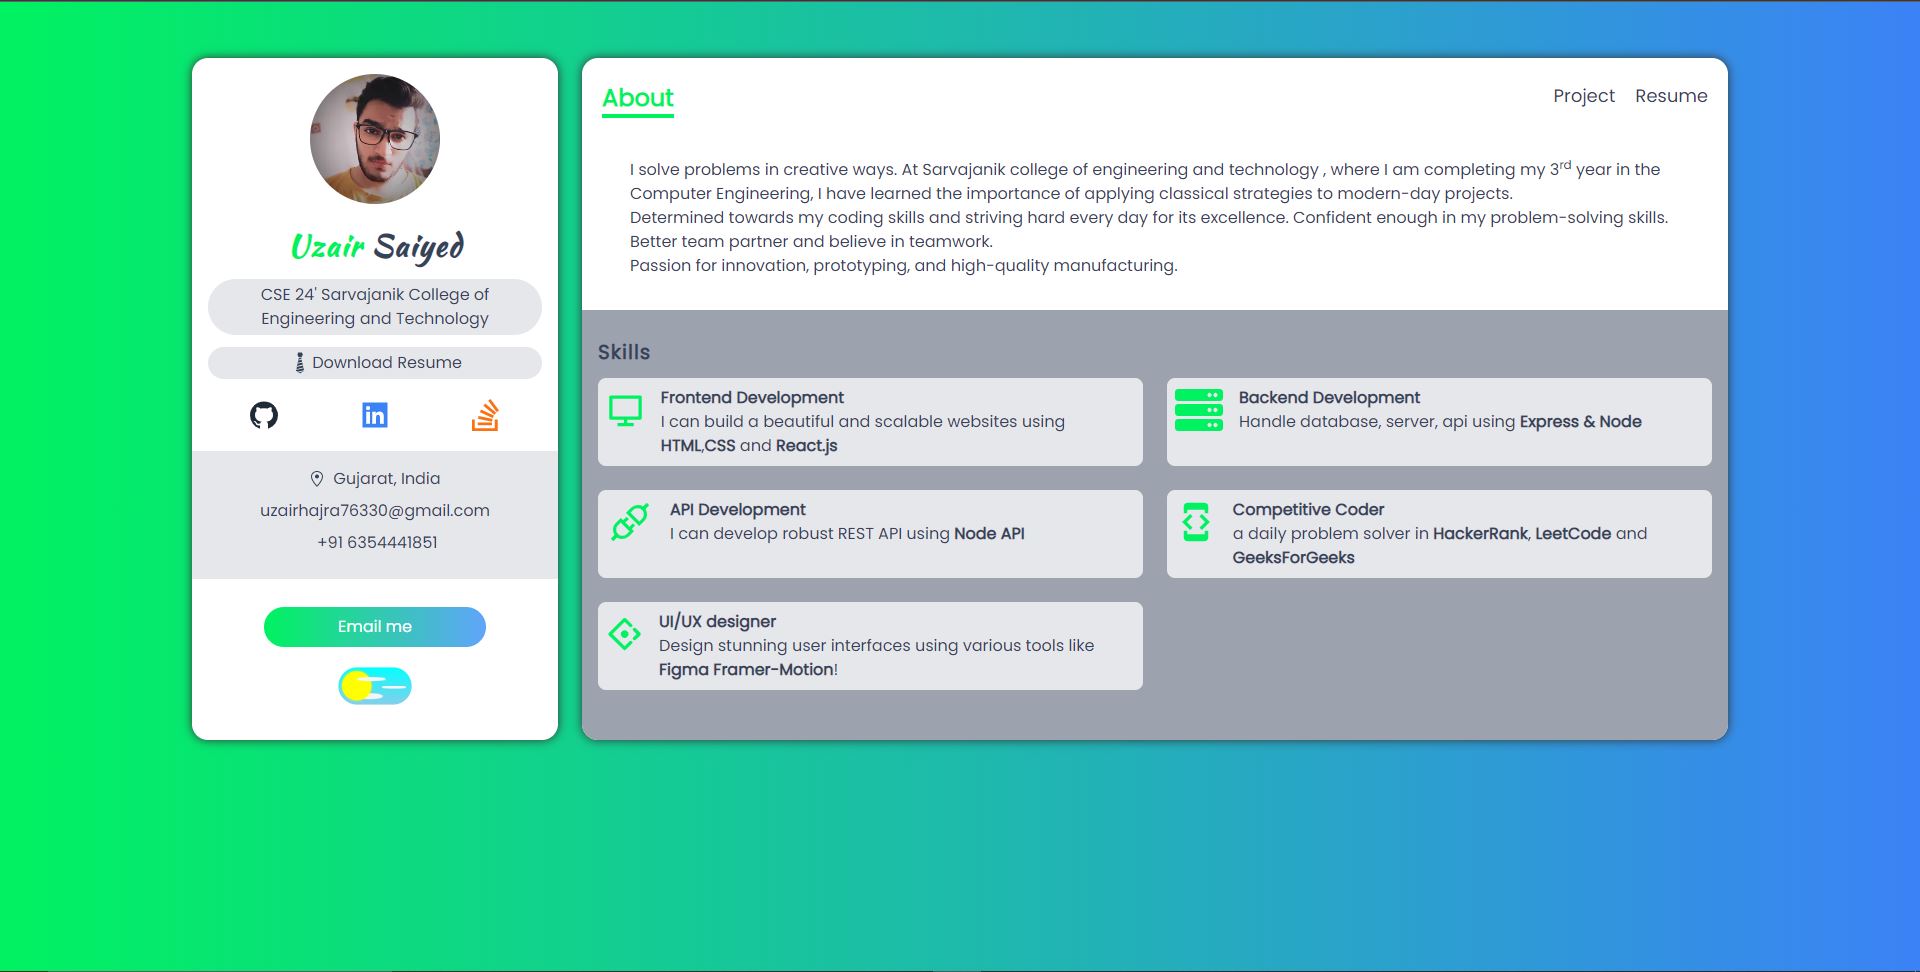 Uzair Saiyed
CSE 24' Sarvajanik College of
Engineering and Technology
Download Resume
in
Gujarat, India
uzairhajra76330@gmail.com
+91 6354441851
Email me
About
Project Resume
I solve problems in creative ways. At Sarvajanik college of engineering and technology , where I am completing my 3rd year in the
Computer Engineering, I have learned the importance of applying classical strategies to modern-day projects.
Determined towards my coding skills and striving hard every day for its excellence. Confident enough in my problem-solving skills.
Better team partner and believe in teamwork.
Passion for innovation, prototyping, and high-quality manufacturing.
Skills
Frontend Development
I can build a beautiful and scalable websites using
HTML,CSS and React.js
Backend Development
Handle database, server, api using Express & Node
API Development
I can develop robust REST API using Node API
Competitive Coder
a daily problem solver in HackerRank, LeetCode and
GeeksForGeeks
UI/UX designer
Design stunning user interfaces using various tools like
Figma Framer-Motion!